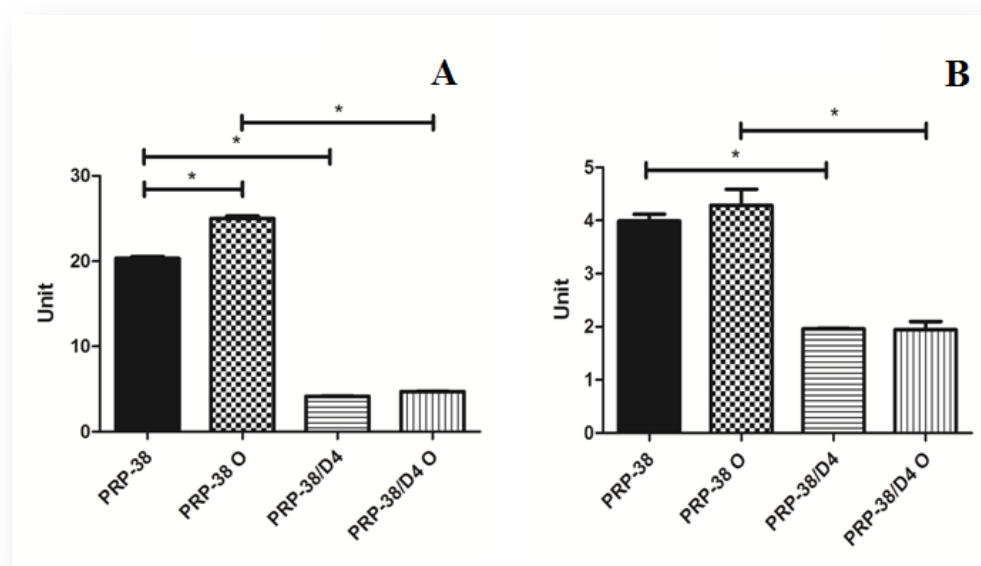 A
*
*
*
30
20
10
0
Unit
PRP-38
PRP-38 O
PRP-38/D4
PRP-38/D4 O
B
*
*
5
4
3
2
1
0
Unit
PRP-38
PRP-38 O
PRP-38/D4
PRP-38/D4 O